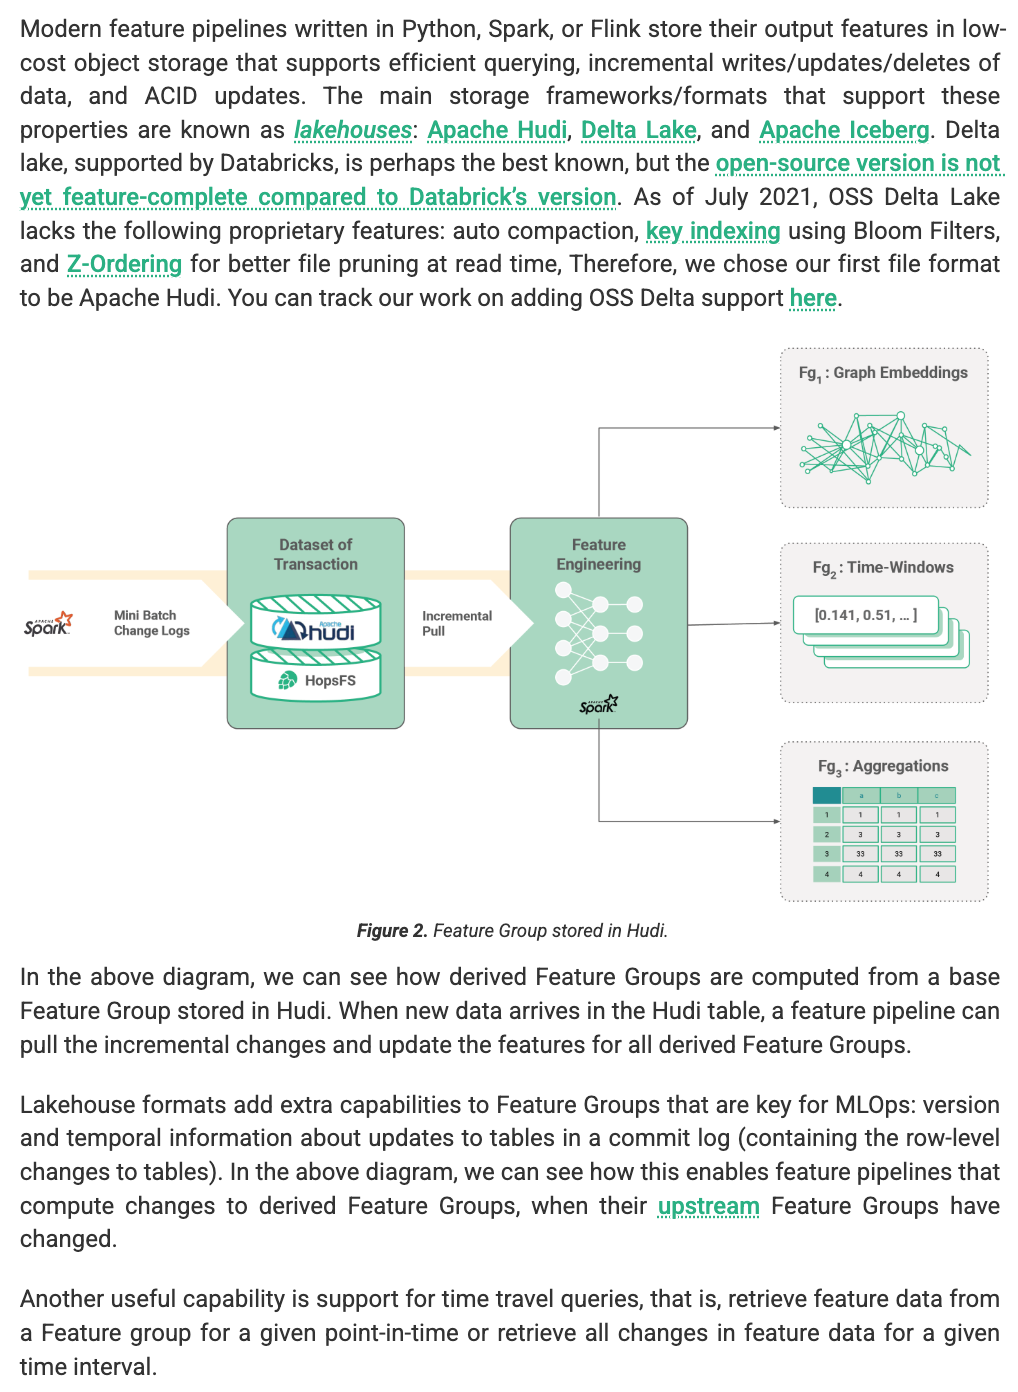 Modern feature pipelines written in Python, Spark, or Flink store their output features in low-
cost object storage that supports efficient querying, incremental writes/updates/deletes of
data, and ACID updates. The main storage frameworks/formats that support these
properties are known as lakehouses: Apache Hudi, Delta Lake, and Apache Iceberg. Delta
lake, supported by Databricks, is perhaps the best known, but the open-source version is not
yet feature-complete compared to Databrick's version. As of July 2021, OSS Delta Lake
lacks the following proprietary features: auto compaction, key indexing using Bloom Filters,
and Z-Ordering for better file pruning at read time, Therefore, we chose our first file format
to be Apache Hudi. You can track our work on adding OSS Delta support here.
APACHE
Spark
Mini Batch
Change Logs
Dataset of
Transaction
Apache
hudi
HopsFS
Incremental
Pull
Feature
Engineering
APACHE
Spark
Fg1 : Graph Embeddings
Fg2 : Time-Windows
[0.141, 0.51, ... ]
Fg3 : Aggregations
a b c
1 1 1 1
2 3 3 3
3 33 33 33
4 4 4 4
Figure 2. Feature Group stored in Hudi.
In the above diagram, we can see how derived Feature Groups are computed from a base
Feature Group stored in Hudi. When new data arrives in the Hudi table, a feature pipeline can
pull the incremental changes and update the features for all derived Feature Groups.
Lakehouse formats add extra capabilities to Feature Groups that are key for MLOps: version
and temporal information about updates to tables in a commit log (containing the row-level
changes to tables). In the above diagram, we can see how this enables feature pipelines that
compute changes to derived Feature Groups, when their upstream Feature Groups have
changed.
Another useful capability is support for time travel queries, that is, retrieve feature data from
a Feature group for a given point-in-time or retrieve all changes in feature data for a given
time interval.